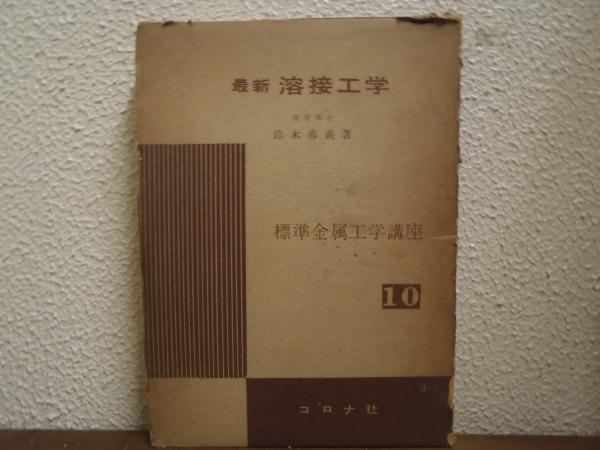 最新 溶接工学
理学博士
鈴木春義著
標準金属工学講座
10
コロナ社